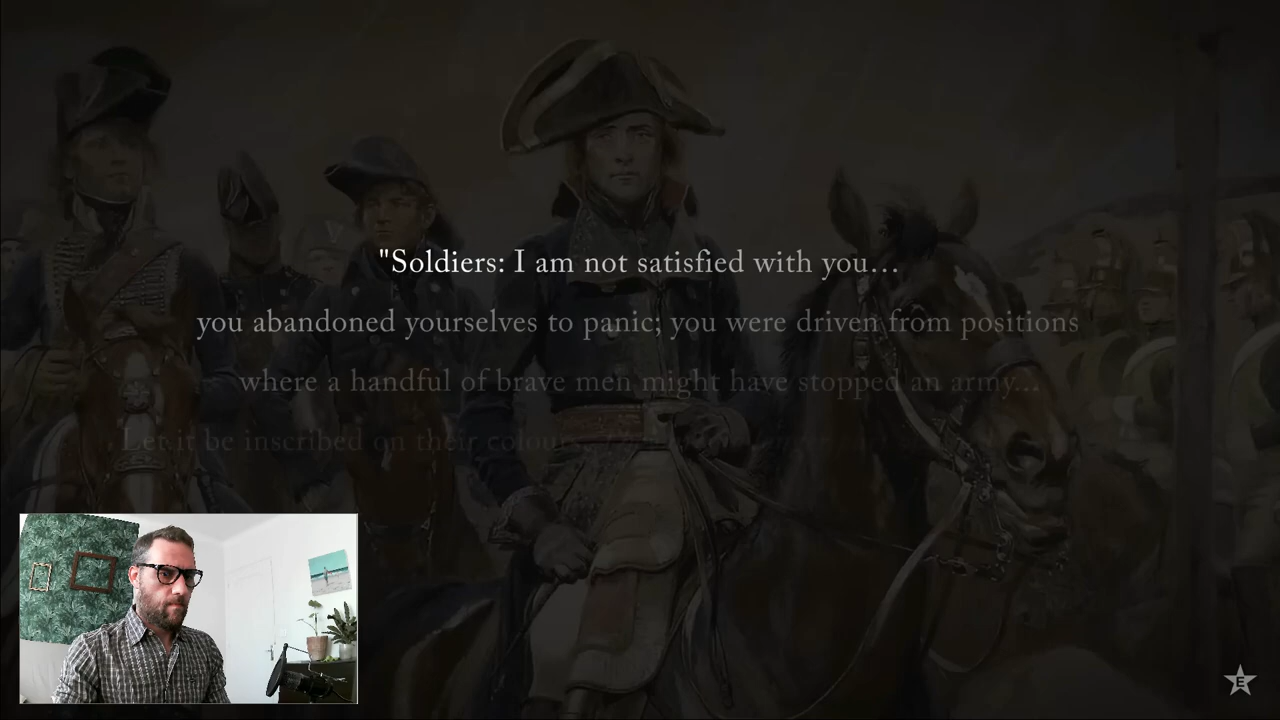 "Soldiers: I am not satisfied with you…
you abandoned yourselves to panic; you were driven from positions
where a handful of brave men might have stopped an army...
Let it be inscribed on their colours
E